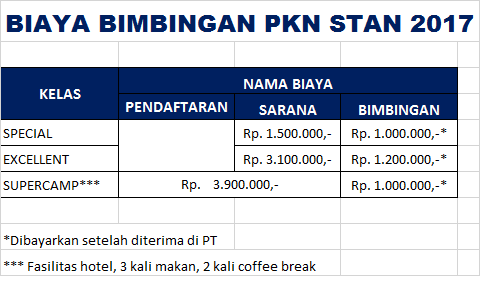 BIAYA BIMBINGAN PKN STAN 2017
KELAS NAMA BIAYA
PENDAFTARAN SARANA BIMBINGAN
SPECIAL Rp. 1.500.000,- Rp. 1.000.000,-*
EXCELLENT Rp. 3.100.000,- Rp. 1.200.000,-*
SUPERCAMP*** Rp. 3.900.000,- Rp. 1.000.000,-*
*Dibayarkan setelah diterima di PT
*** Fasilitas hotel, 3 kali makan, 2 kali coffee break